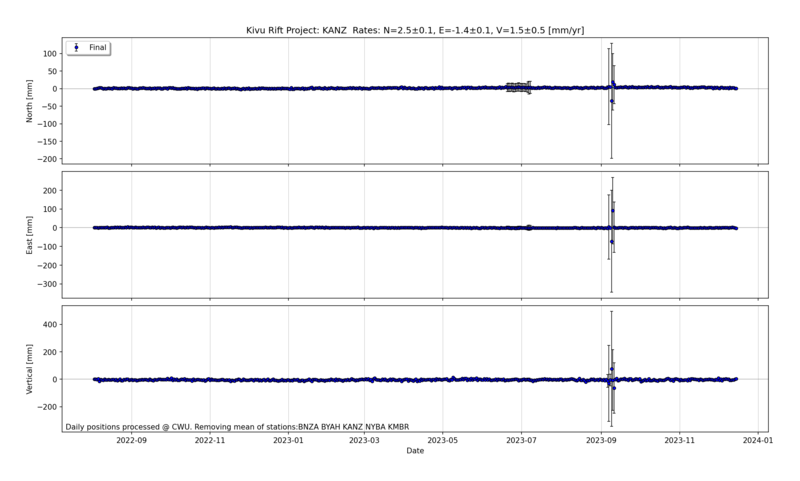 Kivu Rift Project: KANZ  Rates: N=2.5±0.1, E=-1.4±0.1, V=1.5±0.5 [mm/yr]
Final
North [mm]
100
50
0
−50
−100
−150
−200
East [mm]
200
100
0
−100
−200
−300
Vertical [mm]
400
200
0
−200
Daily positions processed @ CWU. Removing mean of stations:BNZA BYAH KANZ NYBA KMBR
2022-09 2022-11 2023-01 2023-03 2023-05 2023-07 2023-09 2023-11 2024-01
Date